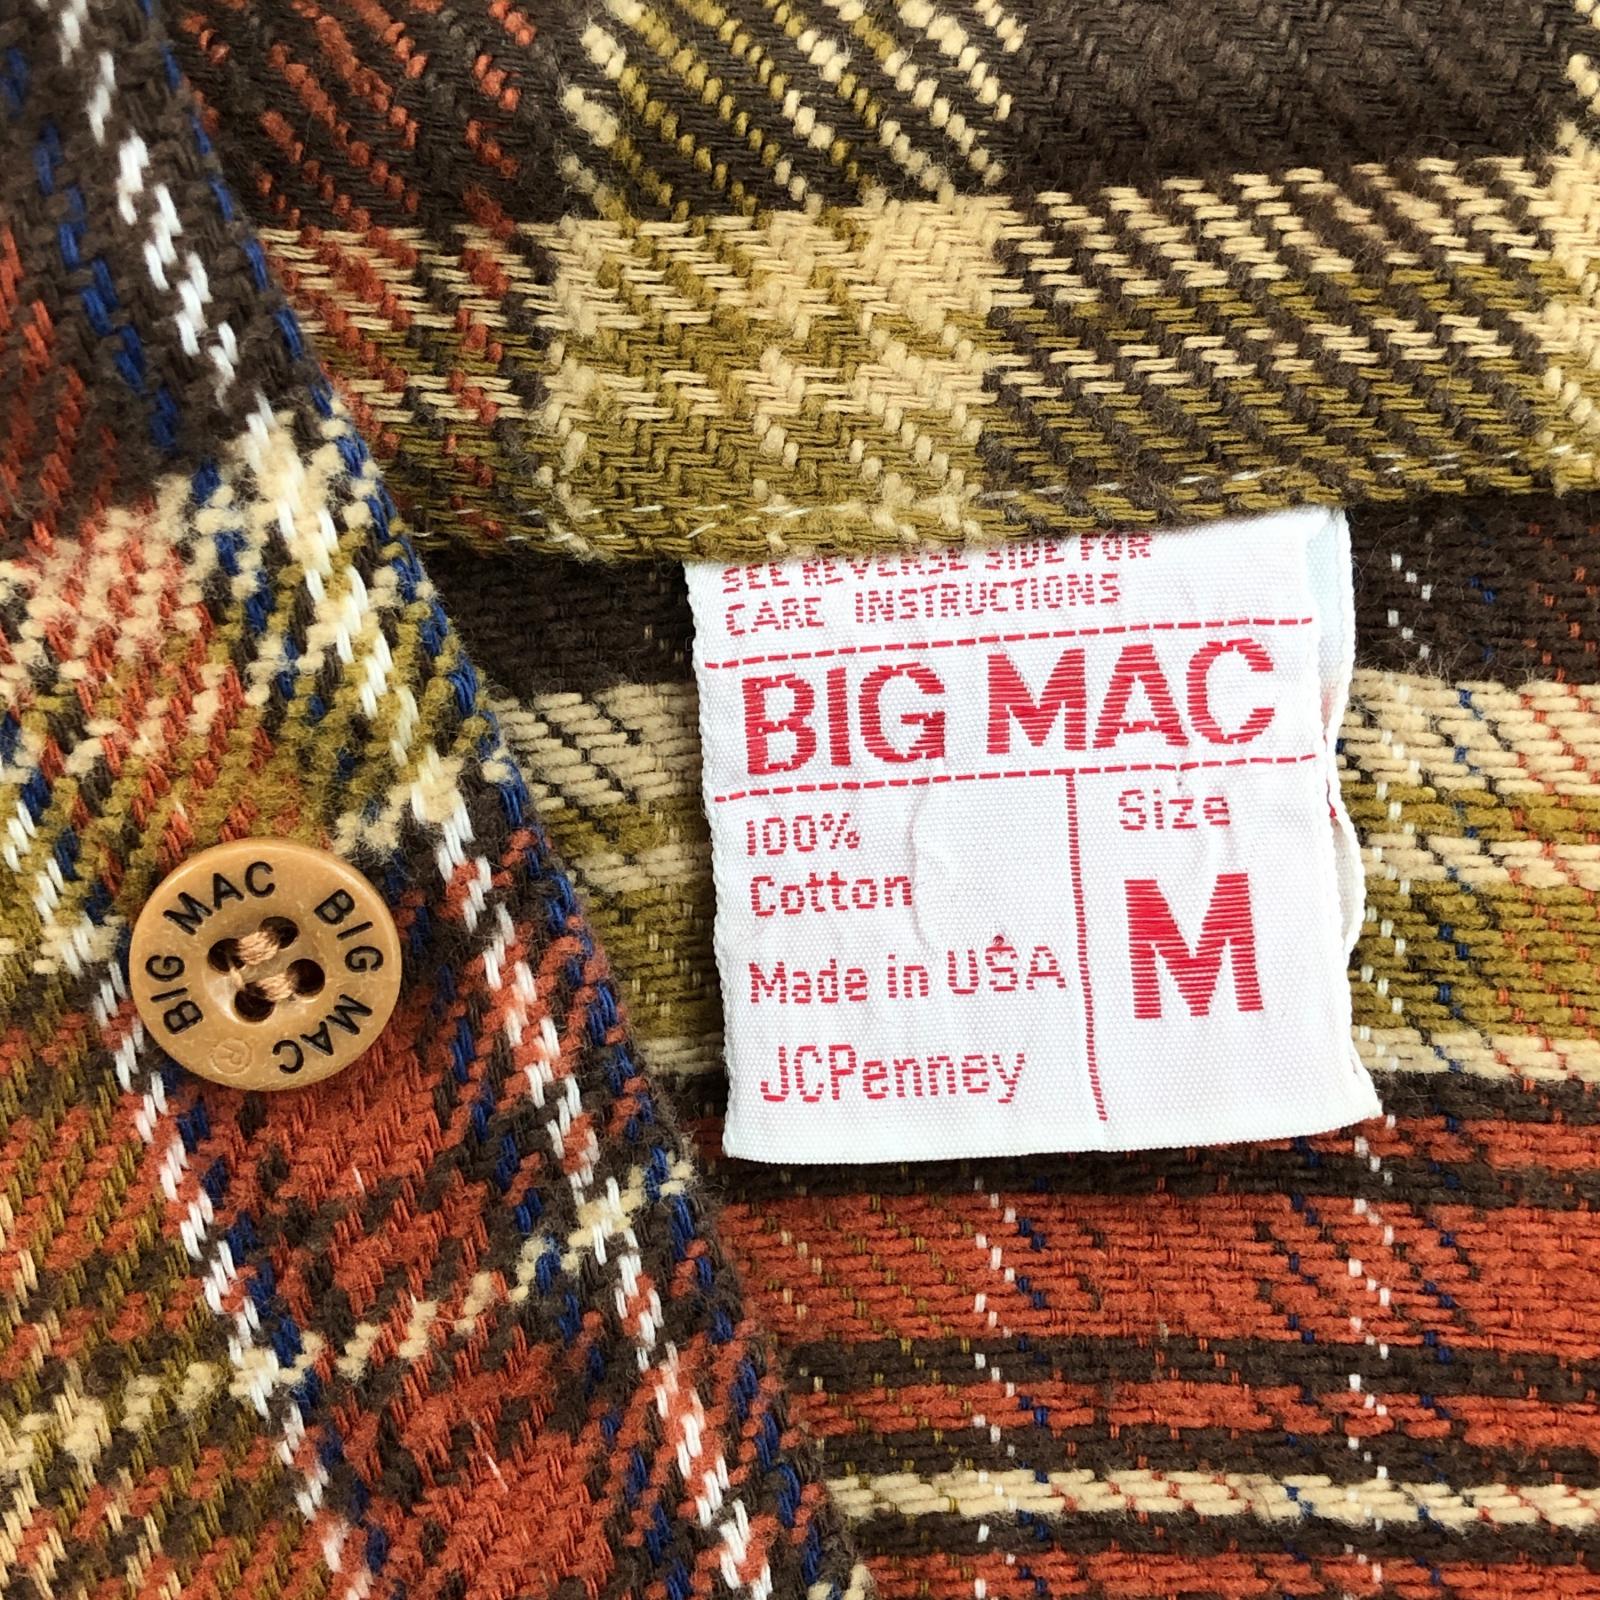 SEE REVERSE SIDE FOR
CARE INSTRUCTIONS
BIG MAC
100%
Cotton
Made in USA
JCPenney
Size
M
BIG MAC BIG MAC ®